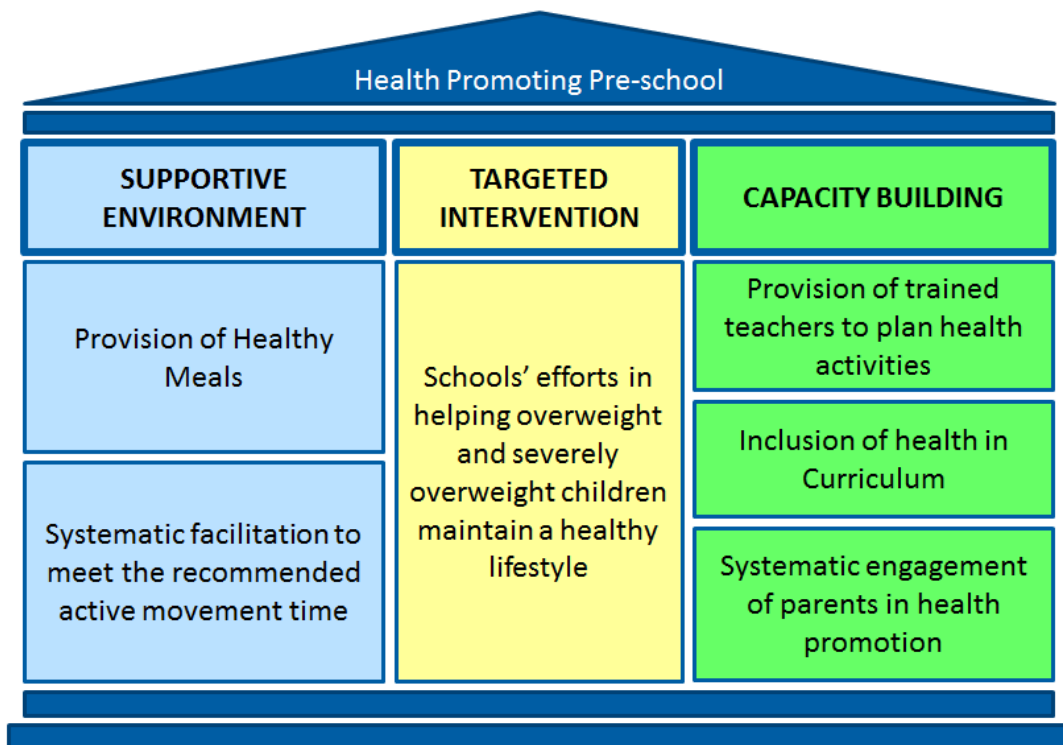 Health Promoting Pre-school
SUPPORTIVE
ENVIRONMENT
TARGETED
INTERVENTION
CAPACITY BUILDING
Provision of Healthy
Meals
Systematic facilitation to
meet the recommended
active movement time
Schools’ efforts in
helping overweight
and severely
overweight children
maintain a healthy
lifestyle
Provision of trained
teachers to plan health
activities
Inclusion of health in
Curriculum
Systematic engagement
of parents in health
promotion